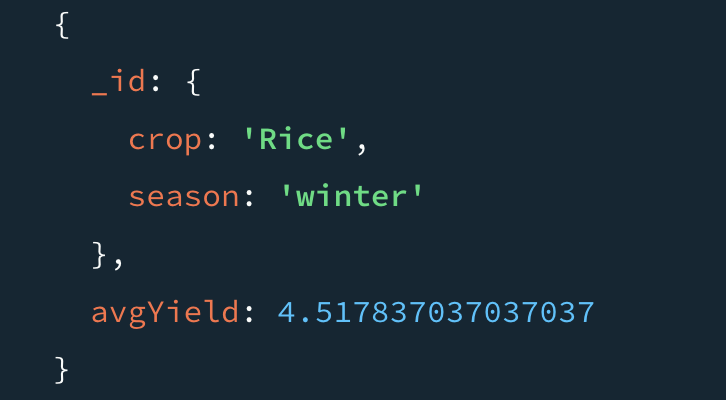 {
_id: {
crop: 'Rice',
season: 'winter'
},
avgYield: 4.517837037037037
}